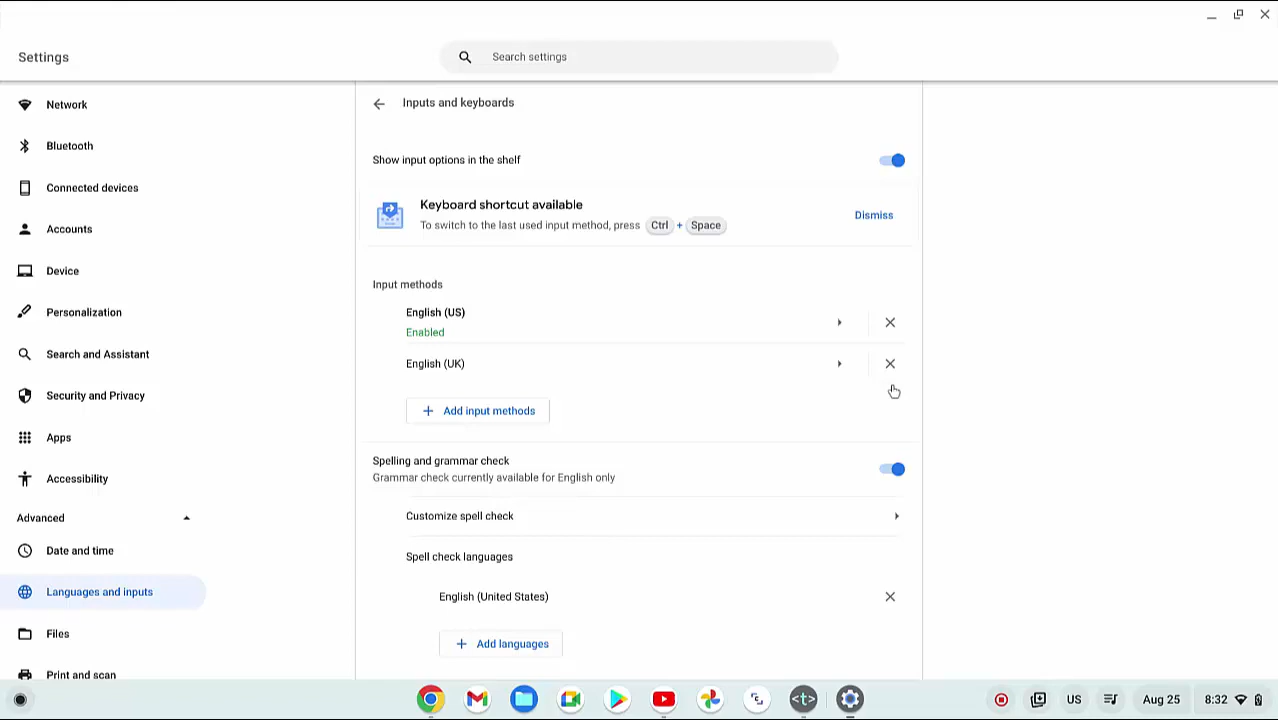 Settings
Search settings
Network
Bluetooth
Connected devices
Accounts
Device
Personalization
Search and Assistant
Security and Privacy
Apps
Accessibility
Advanced
Date and time
Languages and inputs
Files
Print and scan
Inputs and keyboards
Show input options in the shelf
Keyboard shortcut available
To switch to the last used input method, press Ctrl + Space
Dismiss
Input methods
English (US)
Enabled
English (UK)
Add input methods
Spelling and grammar check
Grammar check currently available for English only
Customize spell check
Spell check languages
English (United States)
Add languages
<t> US Aug 25 8:32